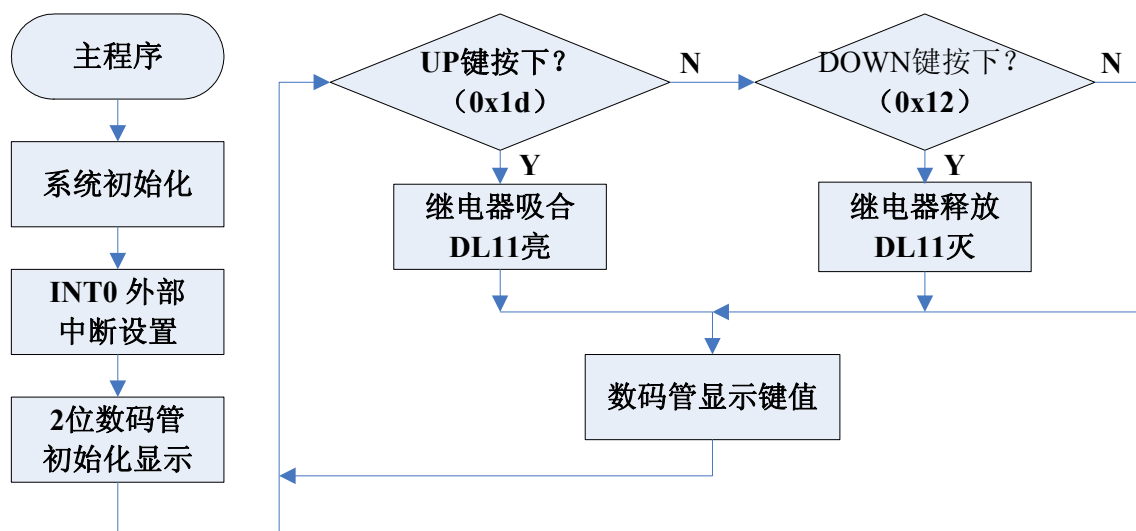 主程序
系统初始化
INT0 外部
中断设置
2位数码管
初始化显示
UP键按下?
（0x1d）
N
Y
继电器吸合
DL11亮
DOWN键按下?
（0x12）
N
Y
继电器释放
DL11灭
数码管显示键值